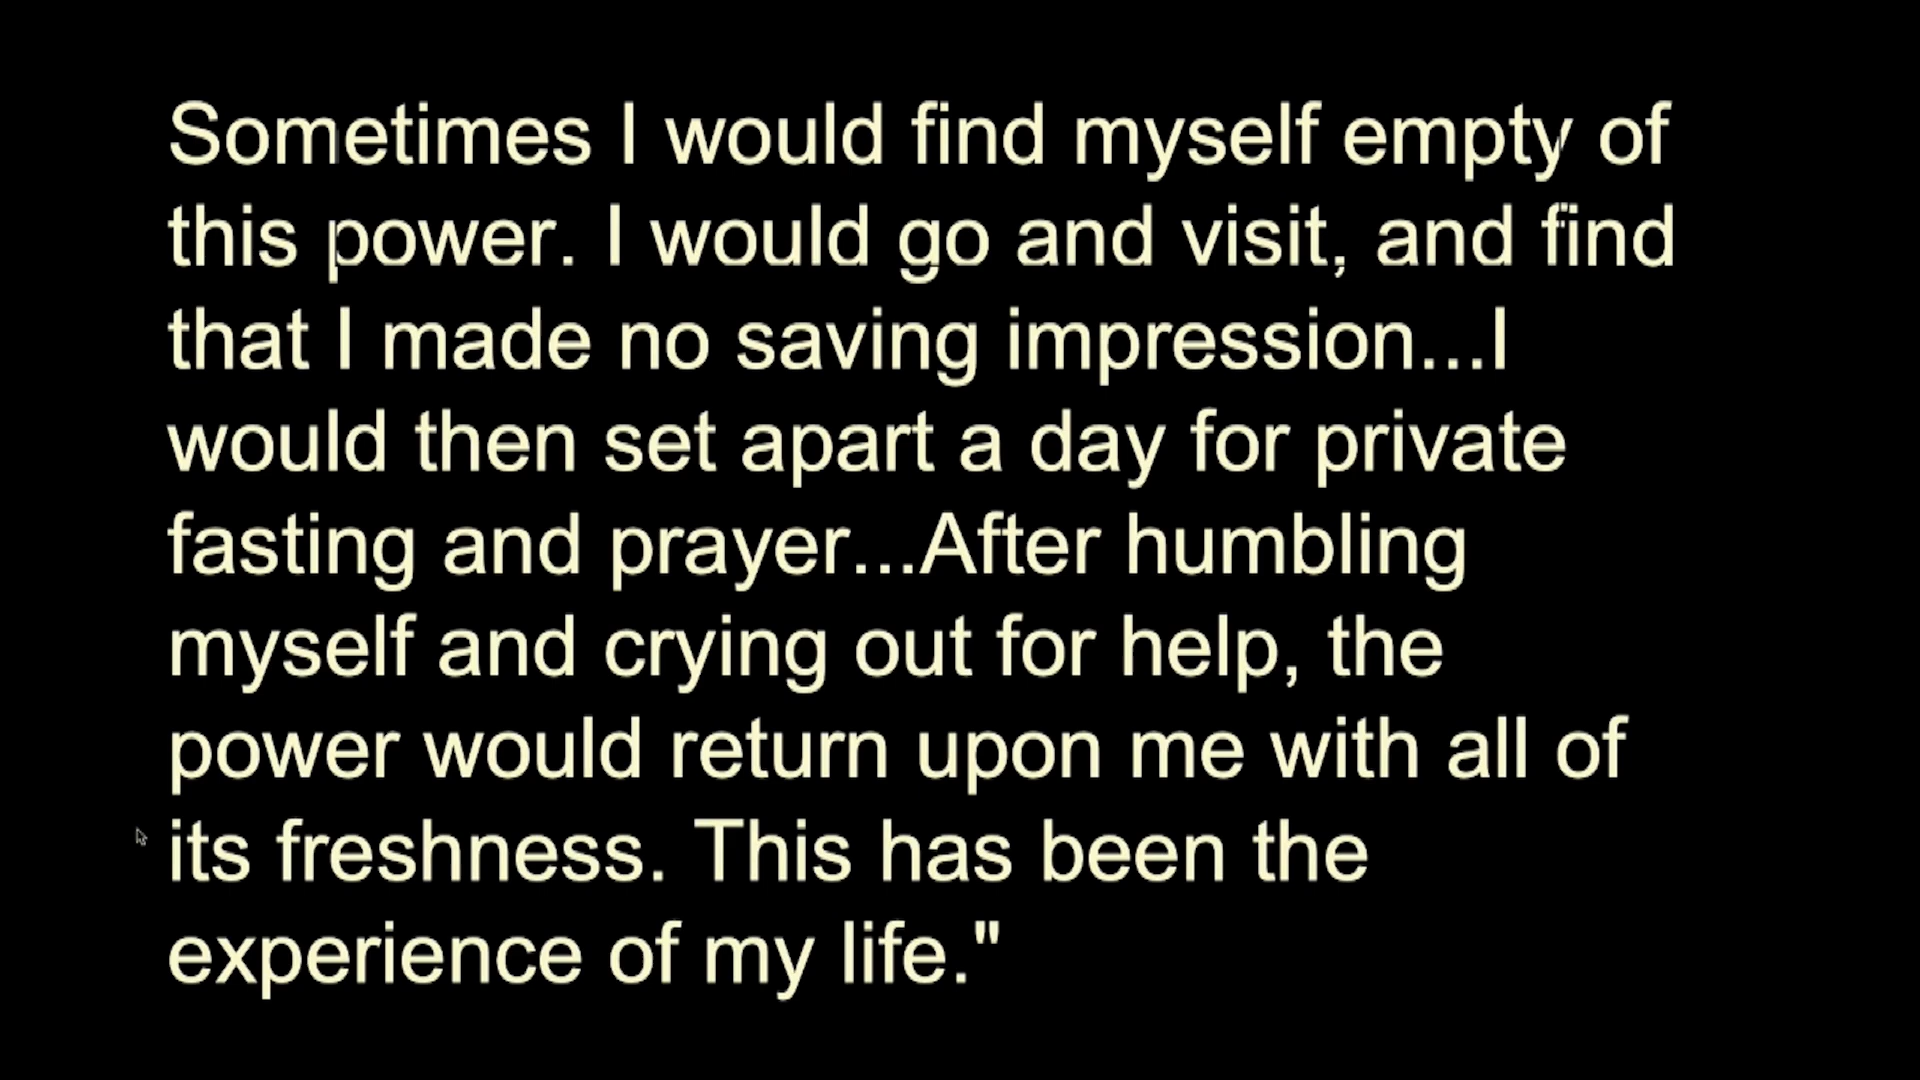 Sometimes I would find myself empty of
this power. I would go and visit, and find
that I made no saving impression...I
would then set apart a day for private
fasting and prayer...After humbling
myself and crying out for help, the
power would return upon me with all of
its freshness. This has been the
experience of my life."